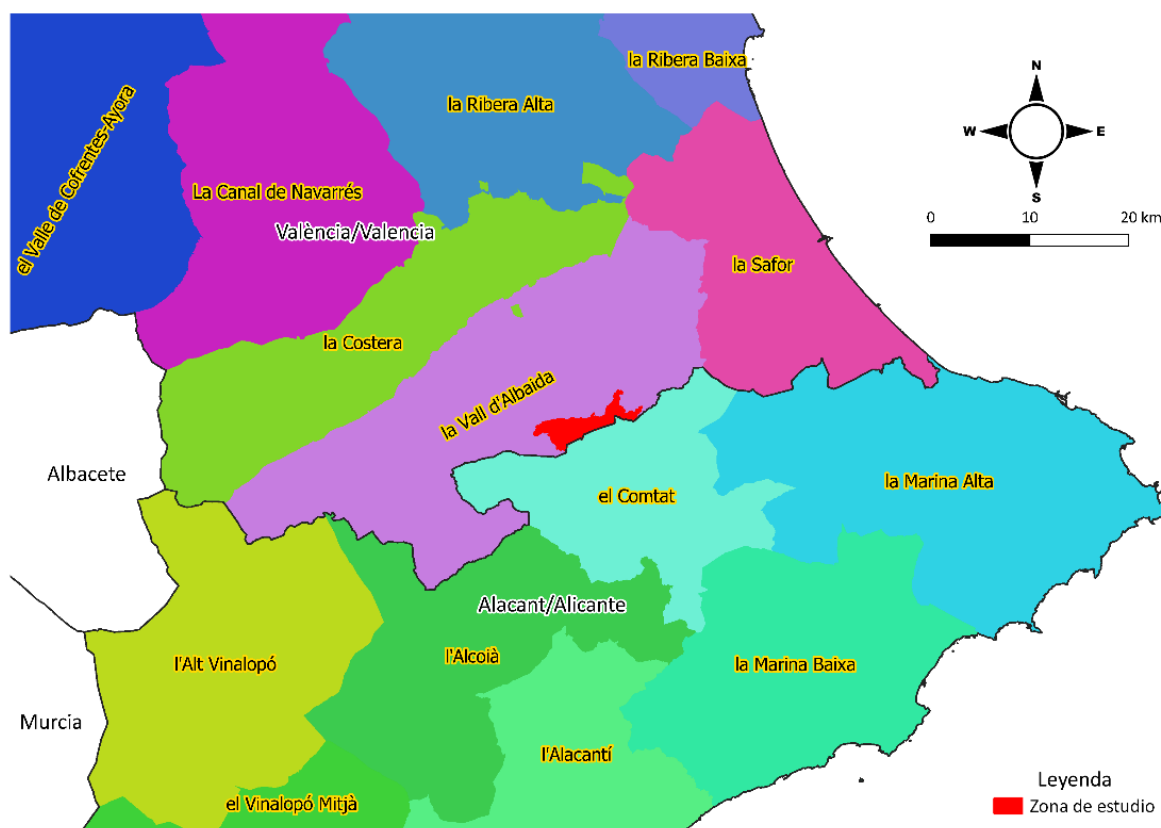 la Ribera Baixa
la Ribera Alta
el Valle de Cofrentes-Ayora
La Canal de Navarrés
València/Valencia
N
W
E
S
0 10 20 km
la Safor
la Costera
la Vall d'Albaida
Albacete
el Comtat
la Marina Alta
Alacant/Alicante
l'Alt Vinalopó
l'Alcoià
la Marina Baixa
Murcia
l'Alacantí
el Vinalopó Mitjà
Leyenda
Zona de estudio